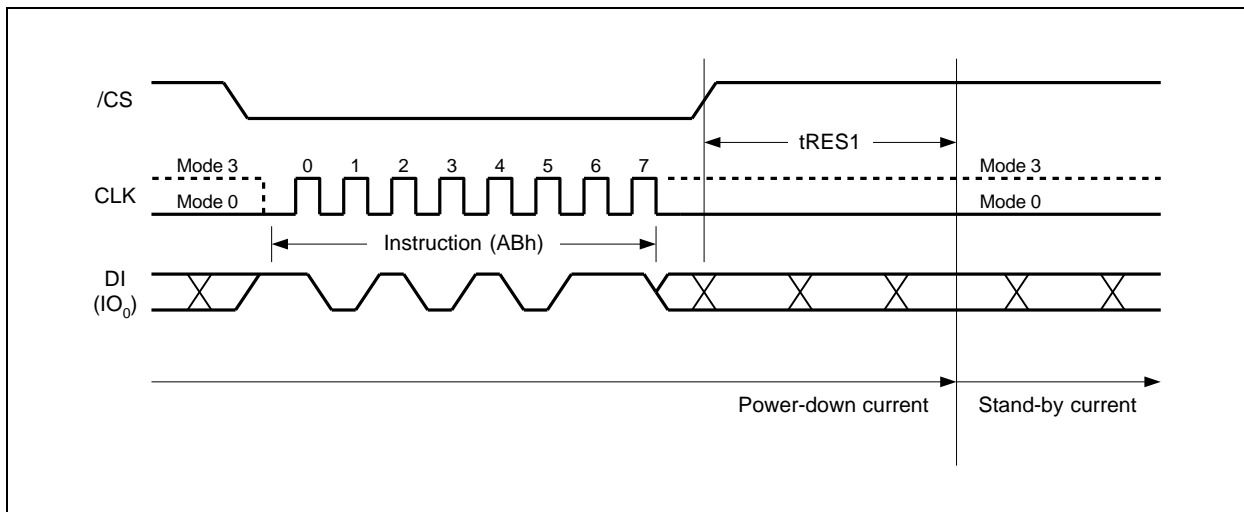 /CS
tRES1
Mode 3 0 1 2 3 4 5 6 7 Mode 3
CLK
Mode 0 Mode 0
Instruction (ABh)
DI
(IO0)
Power-down current Stand-by current